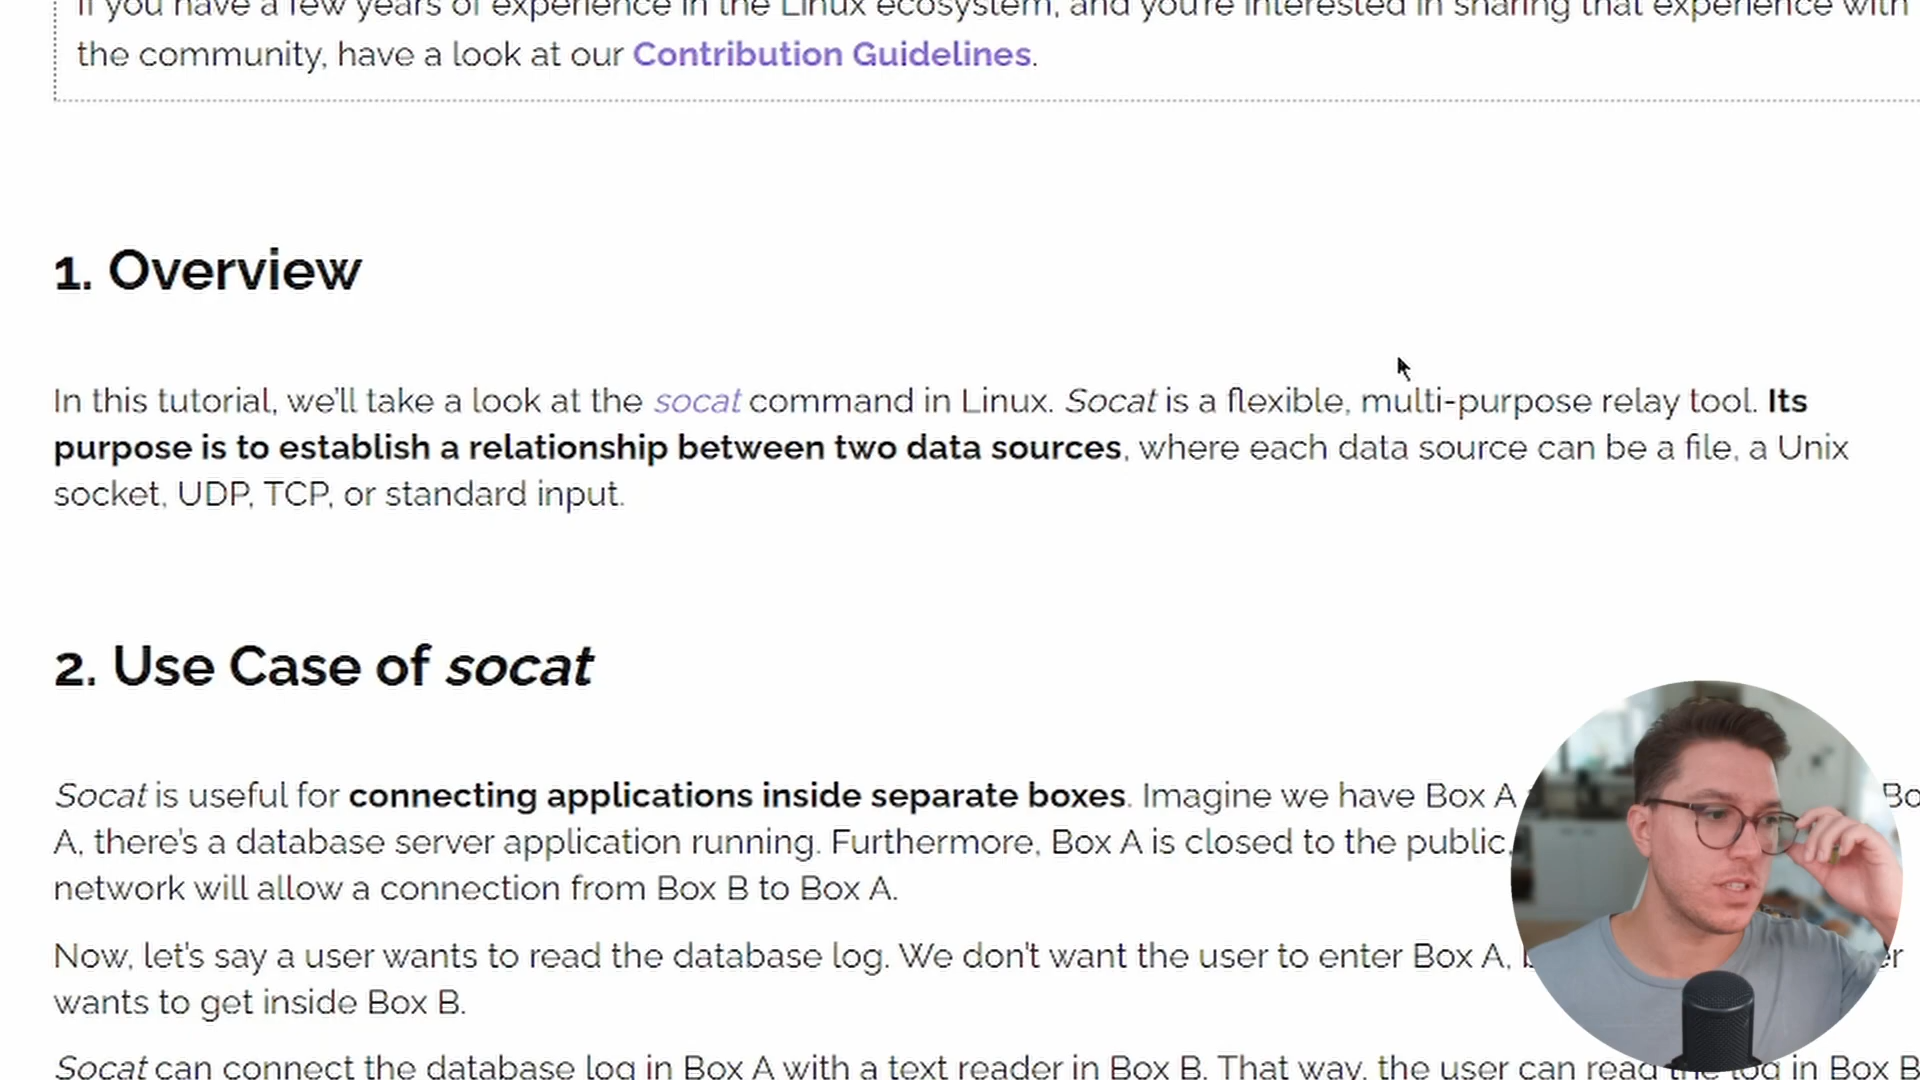 If you have a few years of experience in the Linux ecosystem, and you're interested in sharing that experience with
the community, have a look at our Contribution Guidelines.
1. Overview
In this tutorial, we'll take a look at the socat command in Linux. Socat is a flexible, multi-purpose relay tool. Its
purpose is to establish a relationship between two data sources, where each data source can be a file, a Unix
socket, UDP, TCP, or standard input.
2. Use Case of socat
Socat is useful for connecting applications inside separate boxes. Imagine we have Box A
A, there's a database server application running. Furthermore, Box A is closed to the public,
network will allow a connection from Box B to Box A.
Now, let's say a user wants to read the database log. We don't want the user to enter Box A,
wants to get inside Box B.
Socat can connect the database log in Box A with a text reader in Box B. That way, the user can read the log in Box B